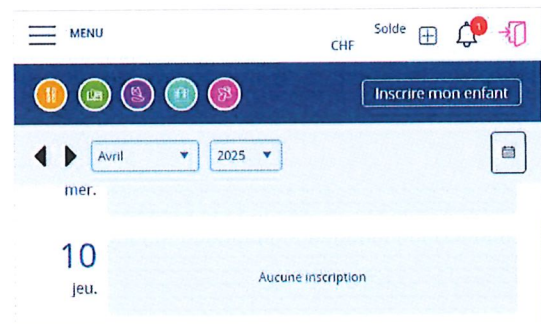 MENU
Solde
CHF
1
Inscrire mon enfant
Avril
2025
mer.
10
jeu.
Aucune inscription